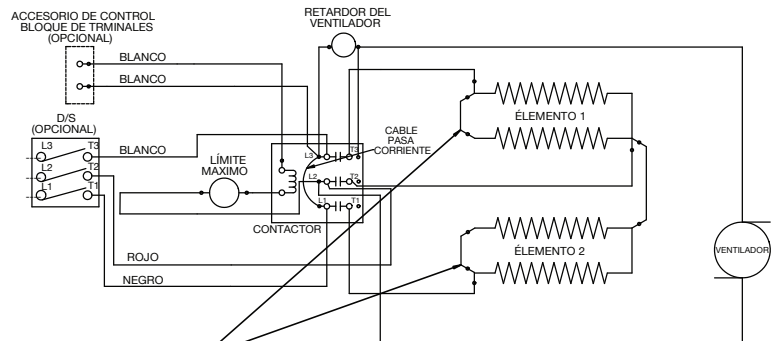 ACCESORIO DE CONTROL
BLOQUE DE TRMINALES
(OPCIONAL)
RETARDOR DEL
VENTILADOR
BLANCO
BLANCO
D/S
(OPCIONAL)
L3 T3
L2 T2
L1 T1
BLANCO
LÍMITE
MAXIMO
L3 T3
L2 T2
L1 T1
CABLE
PASA
CORRIENTE
CONTACTOR
ROJO
NEGRO
ÉLEMENTO 1
ÉLEMENTO 2
VENTILADOR